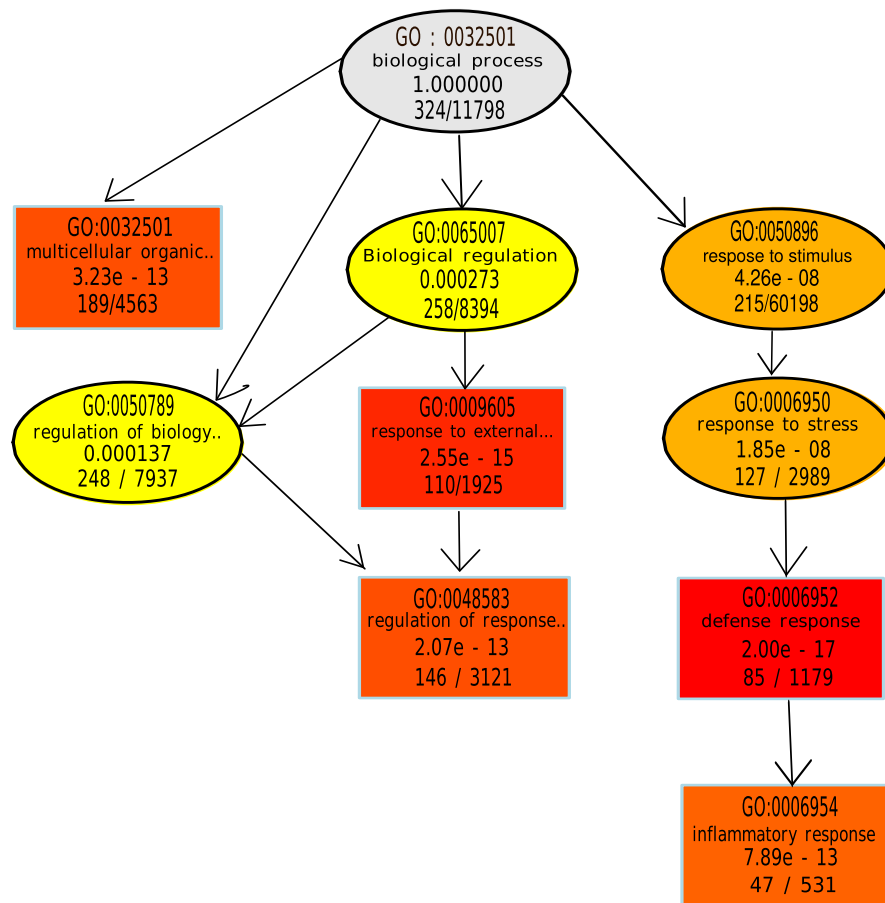 GO : 0032501
biological process
1.000000
324/11798
GO:0032501
multicellular organic..
3.23e - 13
189/4563
GO:0065007
Biological regulation
0.000273
258/8394
GO:0050896
respose to stimulus
4.26e - 08
215/60198
GO:0050789
regulation of biology..
0.000137
248 / 7937
GO:0009605
response to external...
2.55e - 15
110/1925
GO:0006950
response to stress
1.85e - 08
127 / 2989
GO:0048583
regulation of response..
2.07e - 13
146 / 3121
GO:0006952
defense response
2.00e - 17
85 / 1179
GO:0006954
inflammatory response
7.89e - 13
47 / 531